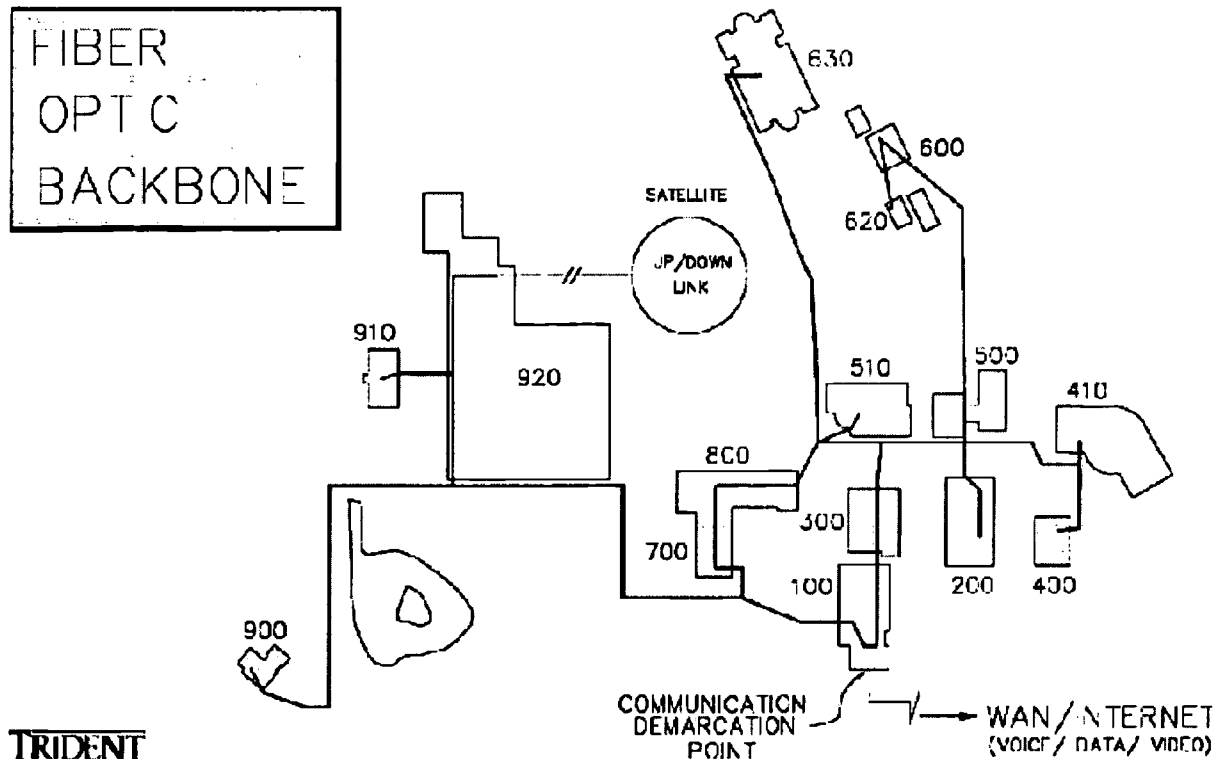 FIBER
OPT C
BACKBONE
630
600
SATELLITE
620
UP/DOWN
LINK
910
920
510
500
410
800
300
700
100
200
400
900
COMMUNICATION
DEMARCATION
POINT
WAN/INTERNET
(VOICE/ DATA/ VIDEO)
TRIDENT